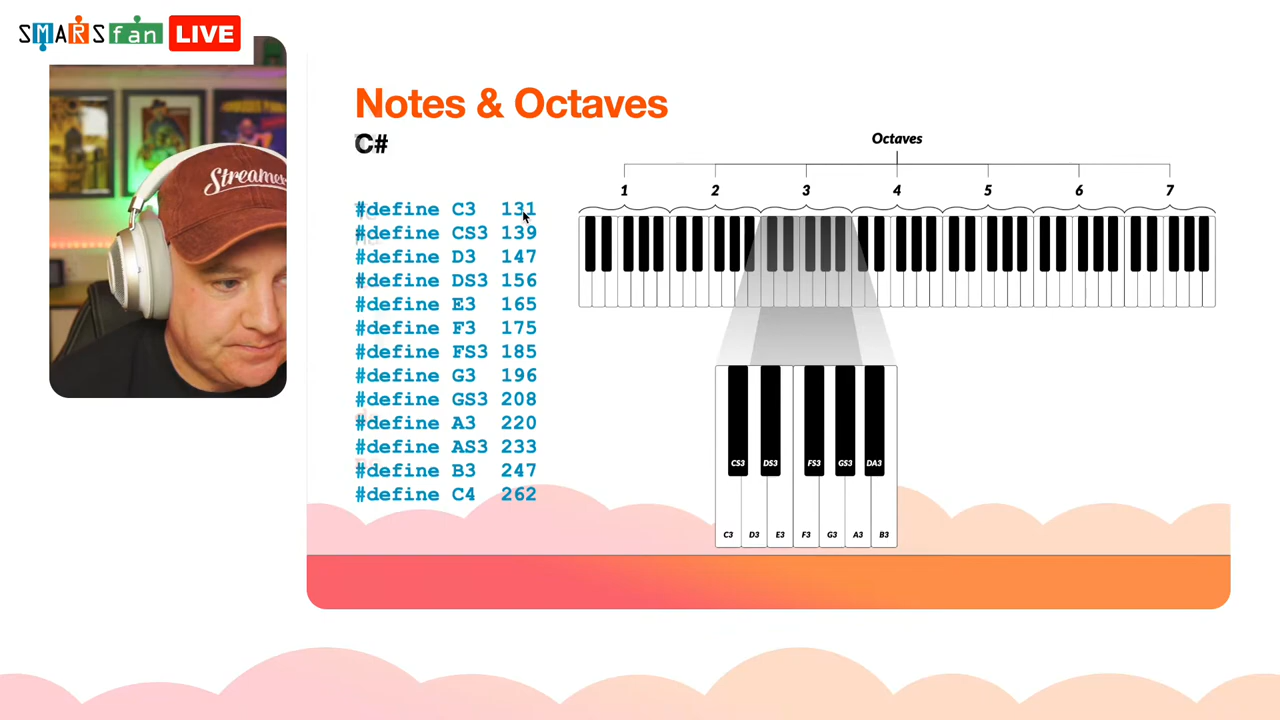 SMARS fan LIVE
Streamer
Notes & Octaves
C#
Octaves
1 2 3 4 5 6 7
#define C3 131
#define CS3 139
#define D3 147
#define DS3 156
#define E3 165
#define F3 175
#define FS3 185
#define G3 196
#define GS3 208
#define A3 220
#define AS3 233
#define B3 247
#define C4 262
CS3 DS3 FS3 GS3 DA3
C3 D3 E3 F3 G3 A3 B3